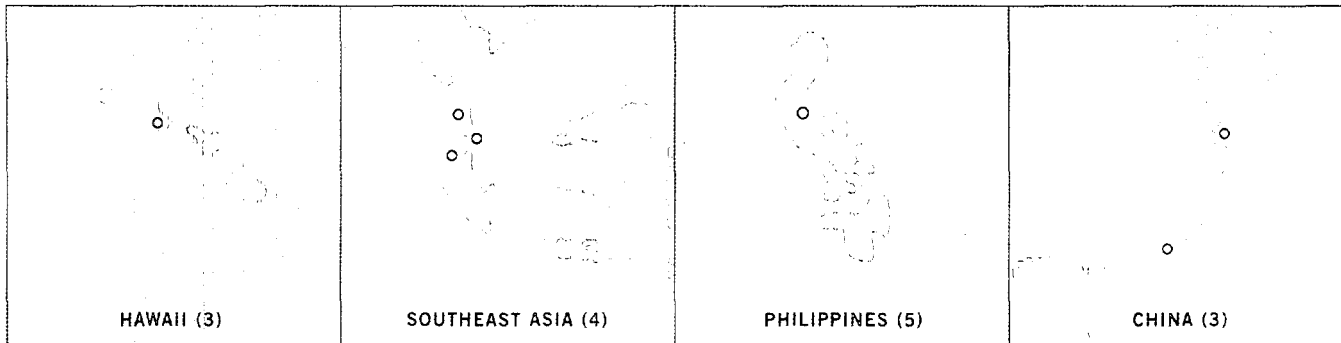 HAWAII (3)
SOUTHEAST ASIA (4)
PHILIPPINES (5)
CHINA (3)